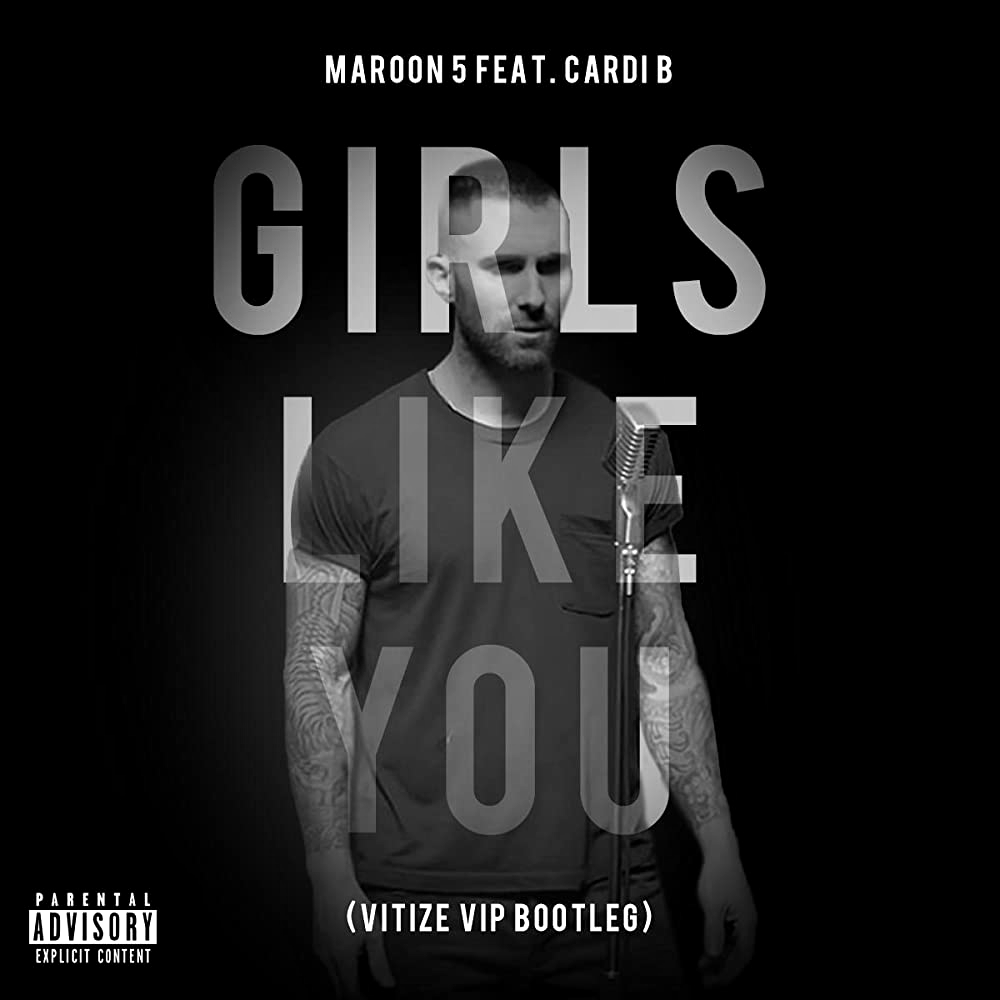 MAROON 5 FEAT. CARDI B
GIRLS
LIKE
YOU
(VITIZE VIP BOOTLEG)
PARENTAL
ADVISORY
EXPLICIT CONTENT